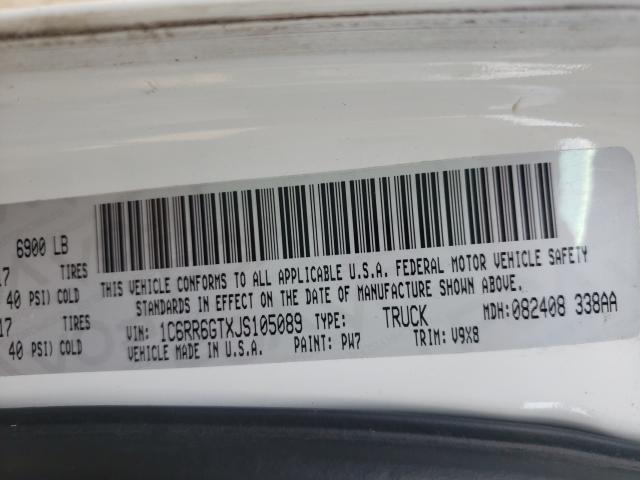 6900 LB
17 TIRES
40 PSI) COLD
17 TIRES
40 PSI) COLD
THIS VEHICLE CONFORMS TO ALL APPLICABLE U.S.A. FEDERAL MOTOR VEHICLE SAFETY
STANDARDS IN EFFECT ON THE DATE OF MANUFACTURE SHOWN ABOVE.
VIN: 1C6RR6GTXJS105089 TYPE: TRUCK MDH: 082408 338AA
VEHICLE MADE IN U.S.A. PAINT: PW7 TRIM: V9X8